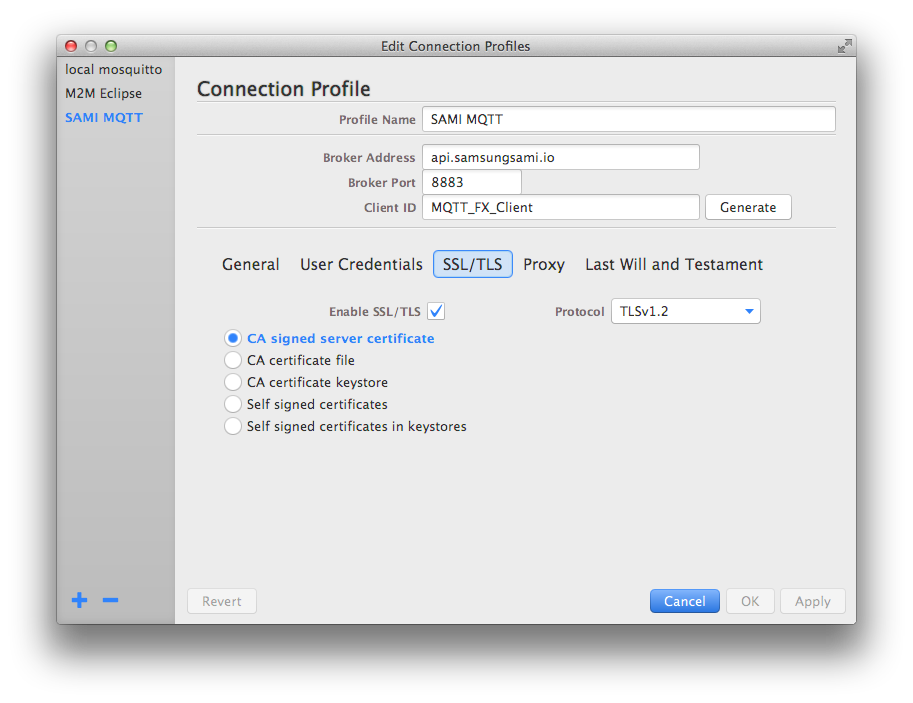 Edit Connection Profiles
local mosquitto
M2M Eclipse
SAMI MQTT
Connection Profile
Profile Name SAMI MQTT
Broker Address api.samsungsami.io
Broker Port 8883
Client ID MQTT_FX_Client Generate
General User Credentials SSL/TLS Proxy Last Will and Testament
Enable SSL/TLS Protocol TLSv1.2
CA signed server certificate
CA certificate file
CA certificate keystore
Self signed certificates
Self signed certificates in keystores
Revert Cancel OK Apply